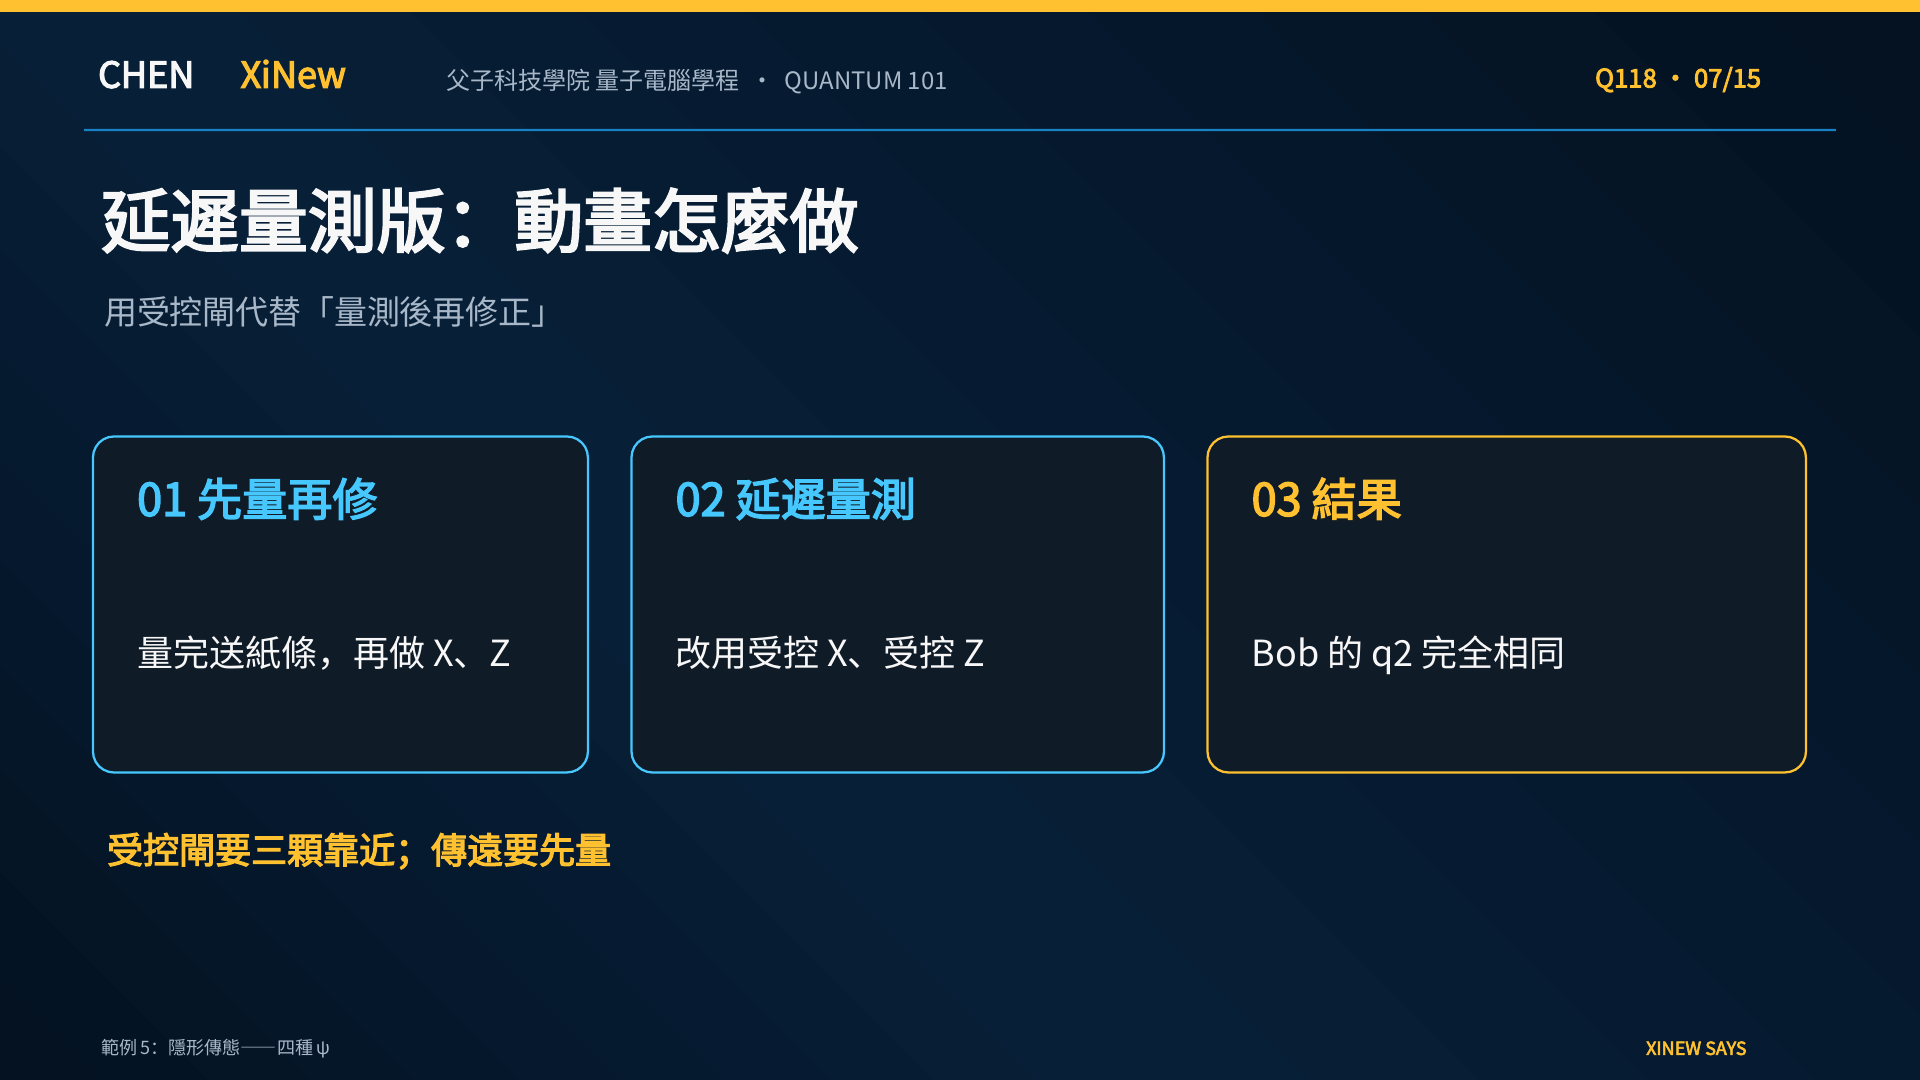 CHEN XiNew 父子科技學院 量子電腦學程 · QUANTUM 101 Q118 · 07/15
延遲量測版：動畫怎麼做
用受控閘代替「量測後再修正」
01 先量再修
量完送紙條，再做 X、Z
02 延遲量測
改用受控 X、受控 Z
03 結果
Bob 的 q2 完全相同
受控閘要三顆靠近；傳遠要先量
範例 5：隱形傳態——四種 ψ
XINEW SAYS